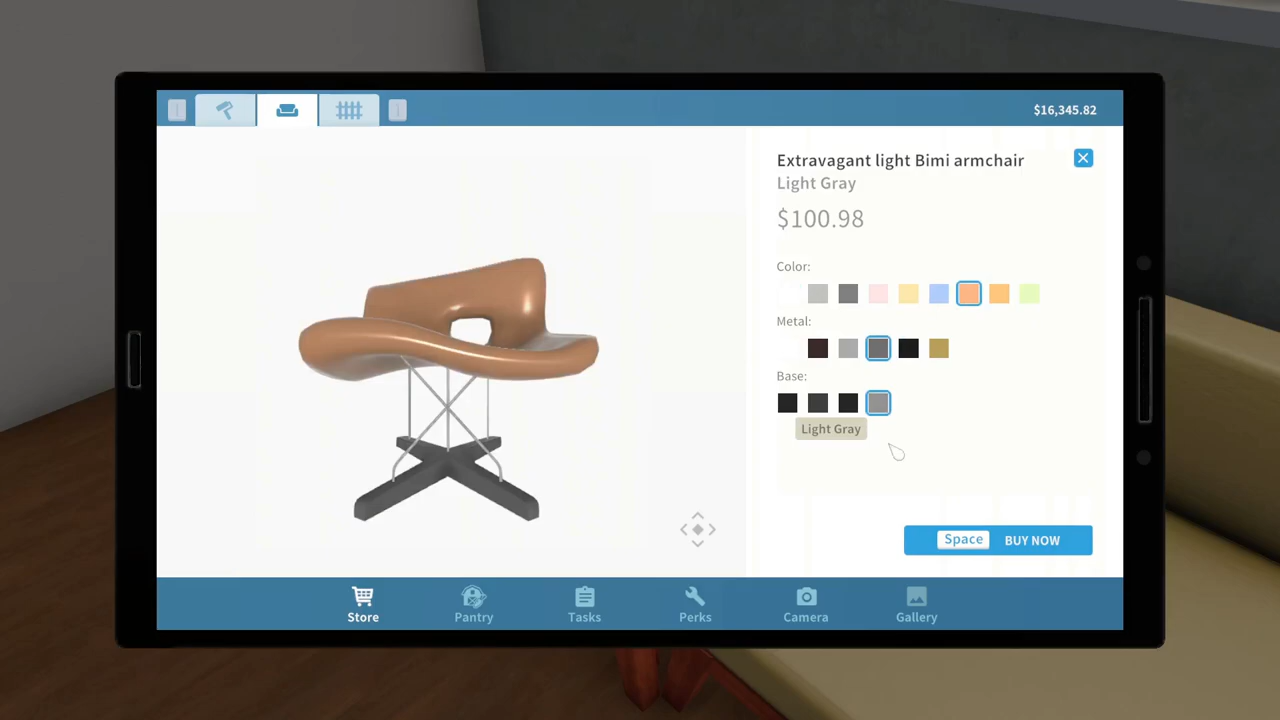 $16,345.82
Extravagant light Bimi armchair
Light Gray
$100.98
Color:
Metal:
Base:
Light Gray
Space BUY NOW
Store Pantry Tasks Perks Camera Gallery